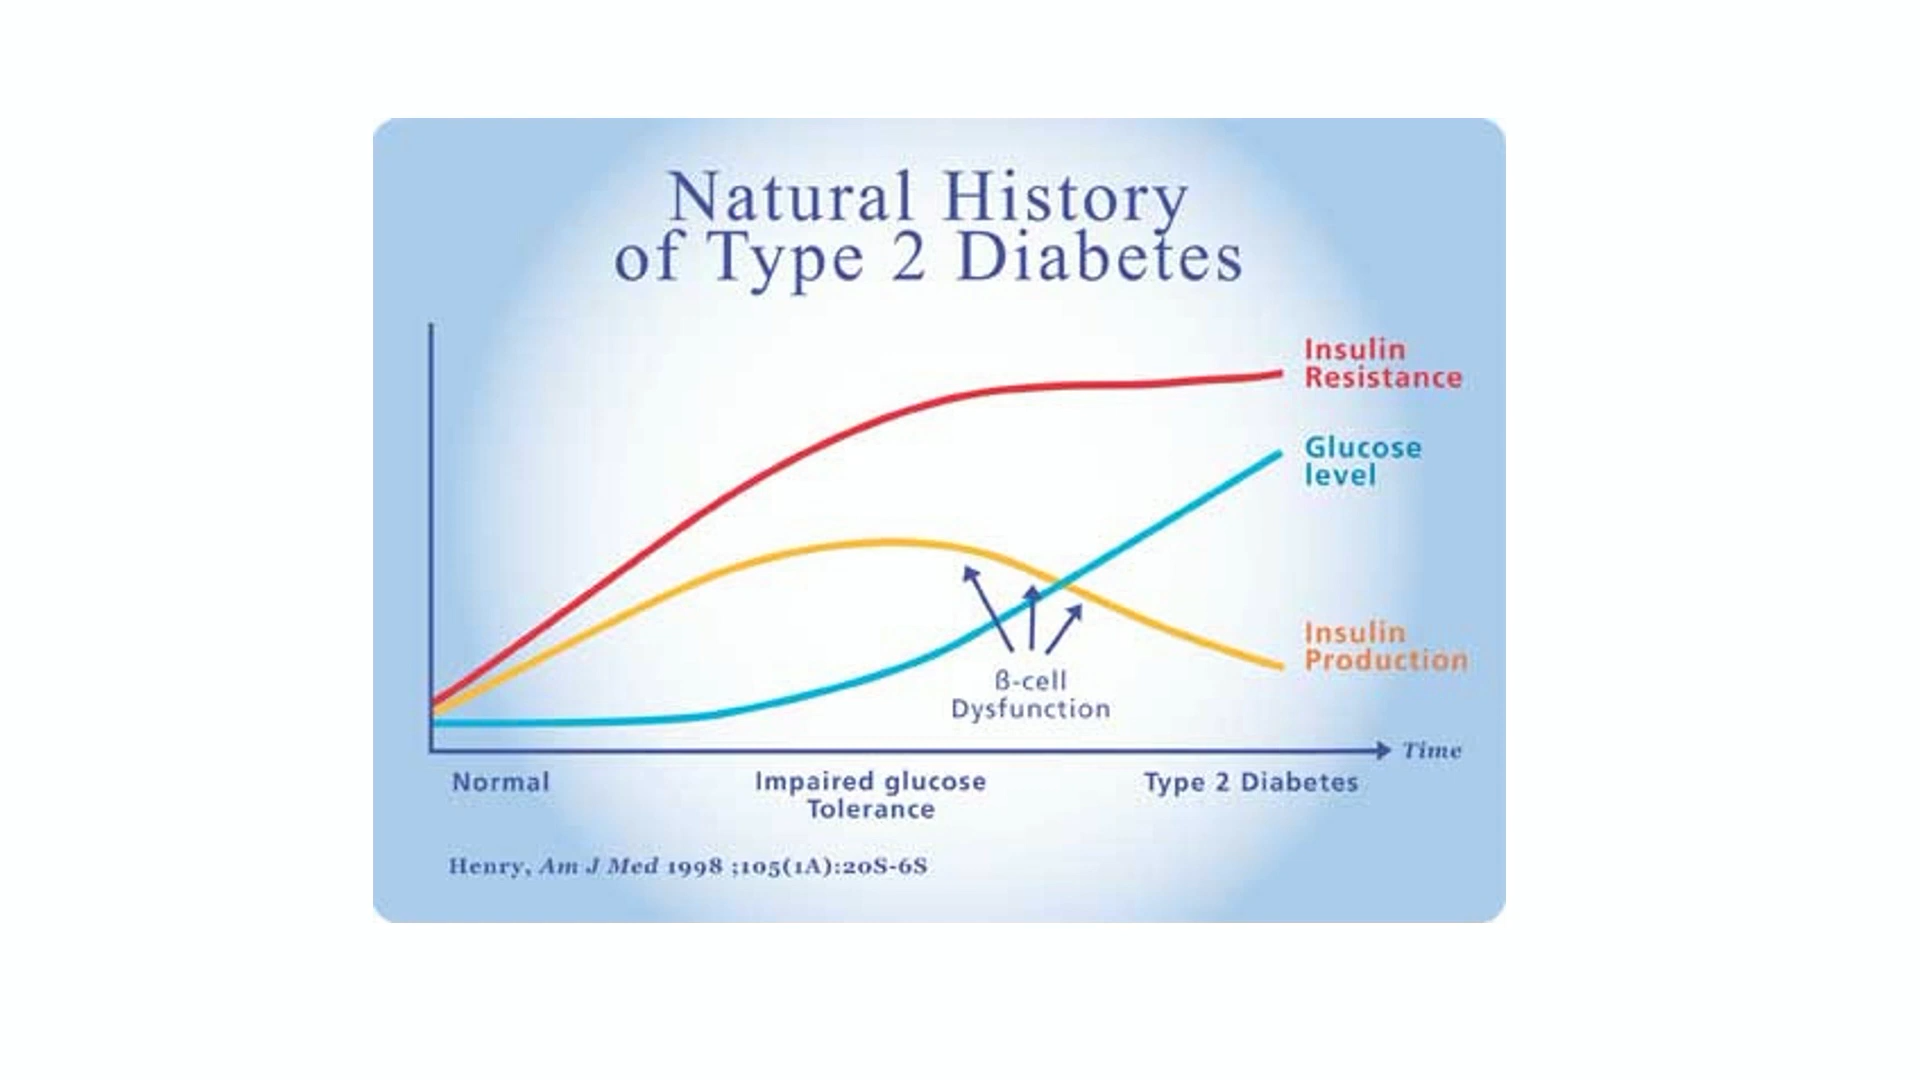 Natural History
of Type 2 Diabetes
Insulin
Resistance
Glucose
level
Insulin
Production
ß-cell
Dysfunction
Time
Normal
Impaired glucose
Tolerance
Type 2 Diabetes
Henry, Am J Med 1998 ;105(1A):20S-6S